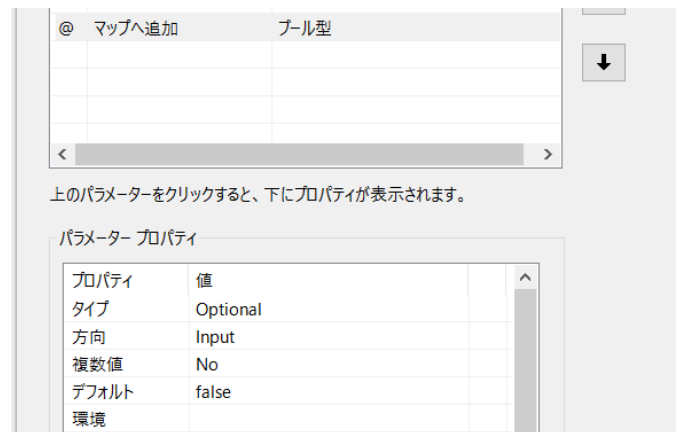 @ マップへ追加 ブール型
上のパラメーターをクリックすると、下にプロパティが表示されます。
パラメーター プロパティ
プロパティ 値
タイプ Optional
方向 Input
複数値 No
デフォルト false
環境